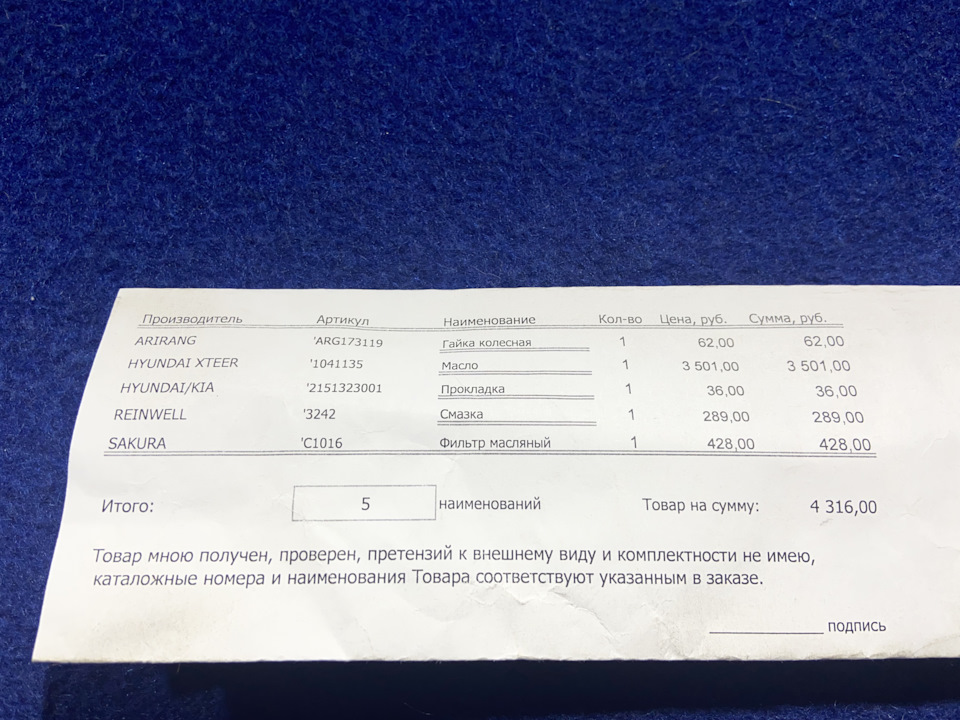 Производитель Артикул Наименование Кол-во Цена, руб. Сумма, руб.
ARIRANG 'ARG173119 Гайка колесная 1 62,00 62,00
HYUNDAI XTEER '1041135 Масло 1 3 501,00 3 501,00
HYUNDAI/KIA '2151323001 Прокладка 1 36,00 36,00
REINWELL '3242 Смазка 1 289,00 289,00
SAKURA 'C1016 Фильтр масляный 1 428,00 428,00
Итого: 5 наименований Товар на сумму: 4 316,00
Товар мною получен, проверен, претензий к внешнему виду и комплектности не имею,
каталожные номера и наименования Товара соответствуют указанным в заказе.
подпись